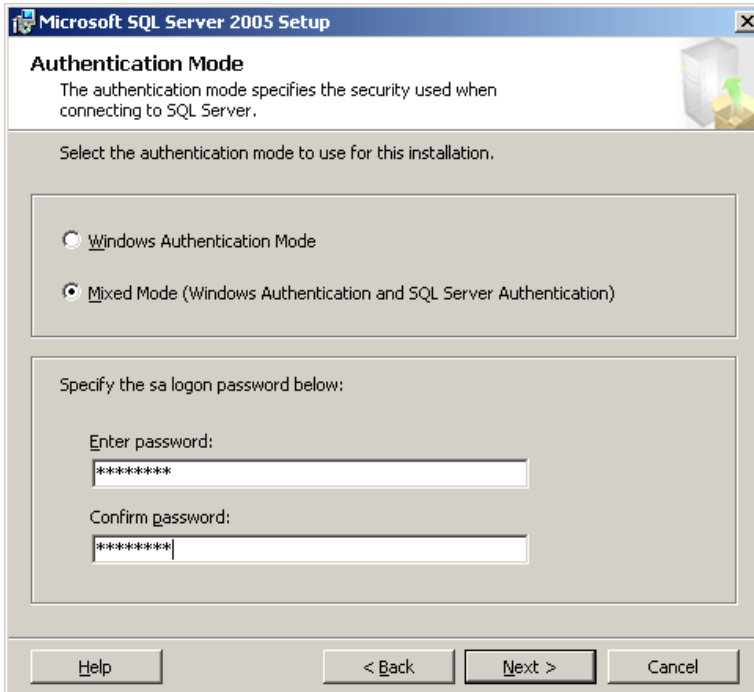 Microsoft SQL Server 2005 Setup
Authentication Mode
The authentication mode specifies the security used when
connecting to SQL Server.
Select the authentication mode to use for this installation.
Windows Authentication Mode
Mixed Mode (Windows Authentication and SQL Server Authentication)
Specify the sa logon password below:
Enter password:
********
Confirm password:
********
Help
< Back
Next >
Cancel